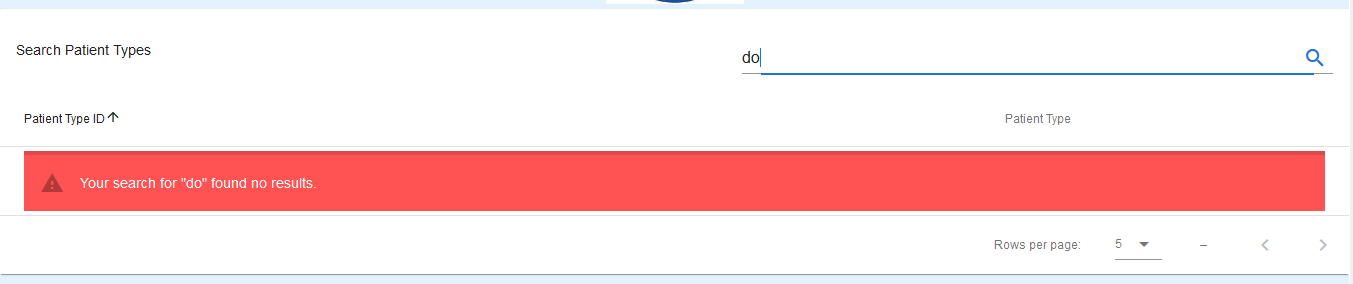 Search Patient Types
do
Patient Type ID
Patient Type
Your search for "do" found no results.
Rows per page:
5
–